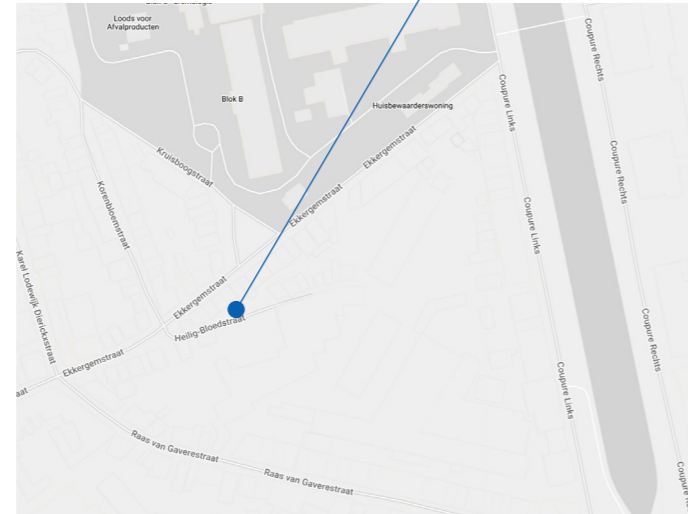 Loods voor
Afvalproducten
Blok B
Huisbewaarderswoning
Coupure Links
Coupure Rechts
Ekkergemstraat
Kruisboogstraat
Coupure Rechts
Korenbloemstraat
Ekkergemstraat
Coupure Links
Karel Lodewijk Dierickxstraat
Ekkergemstraat
Heilig-Bloedstraat
Coupure Rechts
Ekkergemstraat
Coupure Links
aat
Raas van Gaverestraat
Raas van Gaverestraat
Coupure